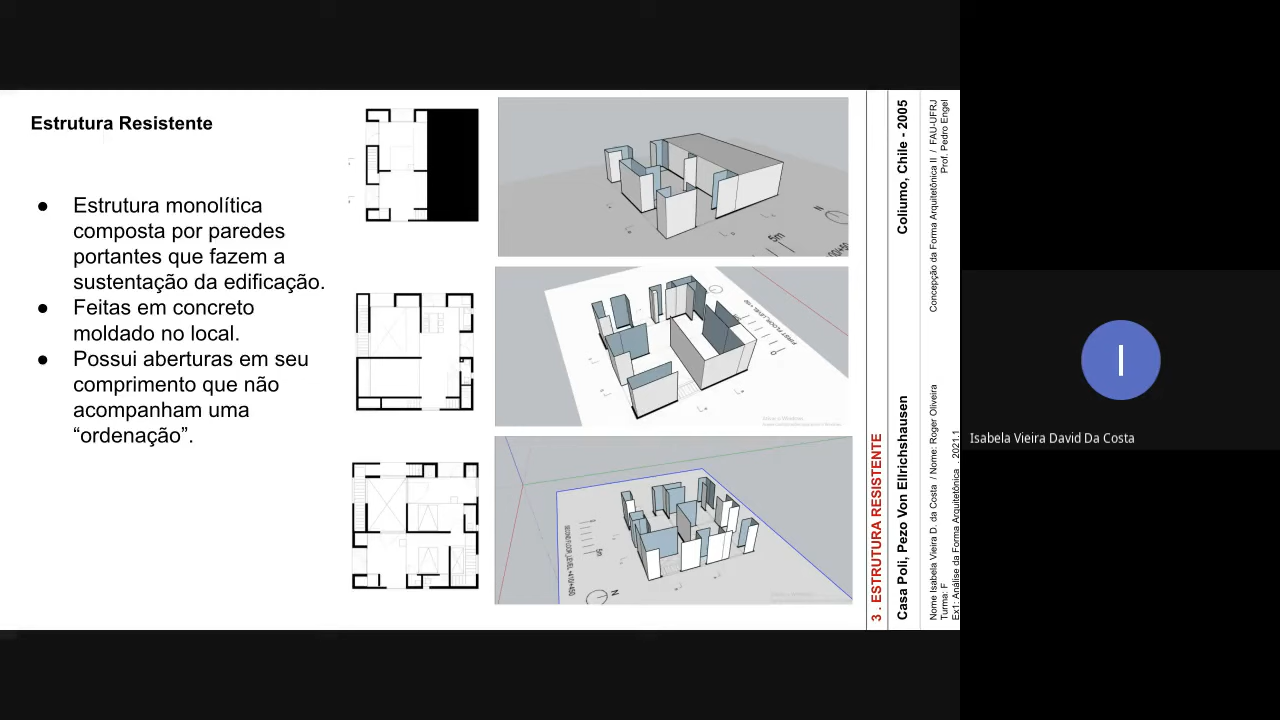 Estrutura Resistente
● Estrutura monolítica
composta por paredes
portantes que fazem a
sustentação da edificação.
● Feitas em concreto
moldado no local.
● Possui aberturas em seu
comprimento que não
acompanham uma
“ordenação”.
5m
N
5m
N
3 . ESTRUTURA RESISTENTE
Casa Poli, Pezo Von Ellrichshausen
Coliumo, Chile - 2005
Concepção da Forma Arquitetônica II / FAU-UFRJ
Prof. Pedro Engel
Nome Isabela Vieira D. da Costa / Nome: Roger Oliveira
Turma: F
Ex1: Análise da Forma Arquitetônica . 2021.1
I
Isabela Vieira David Da Costa